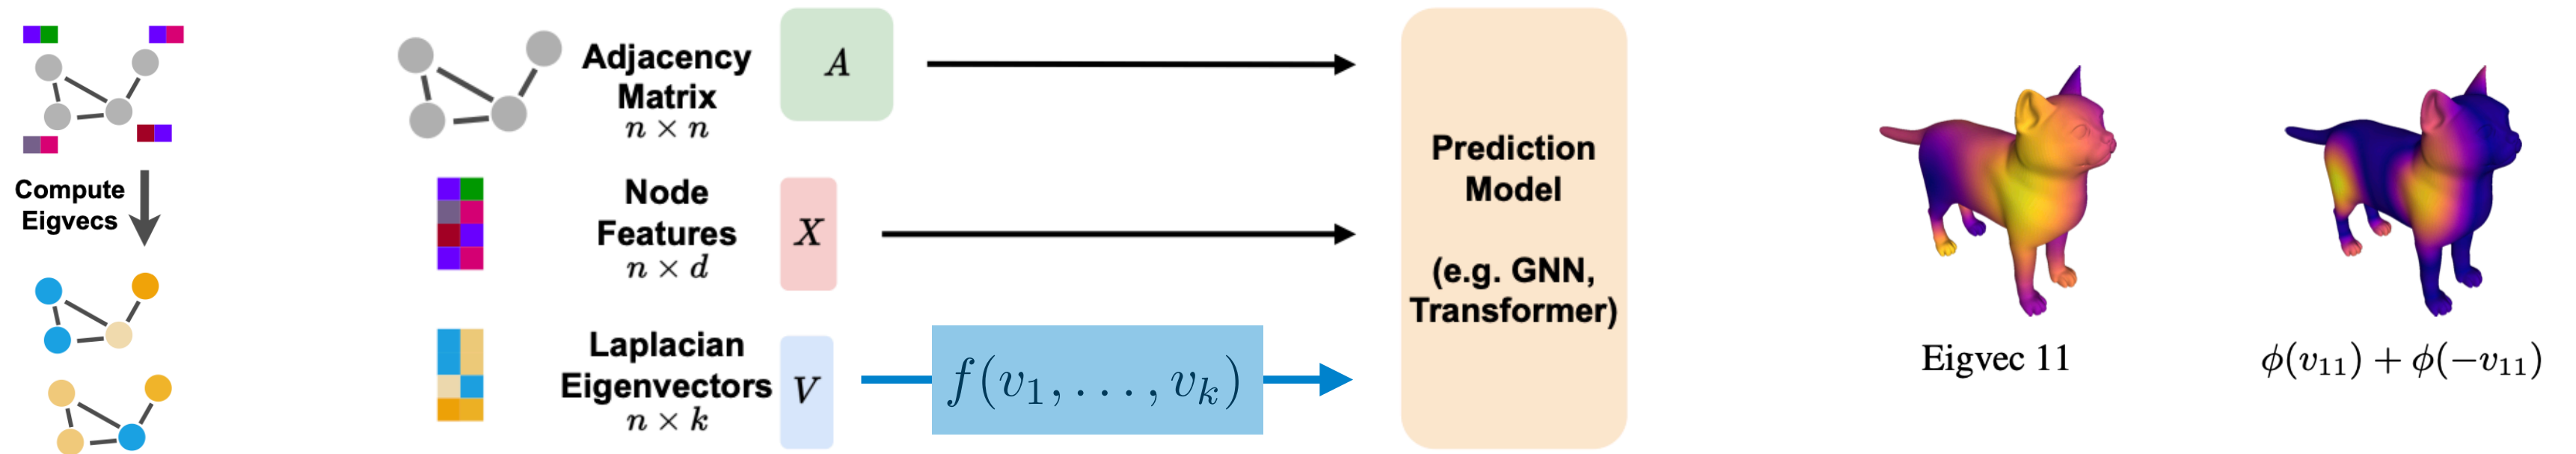 Compute
Eigvecs
Adjacency
Matrix
n × n
A
Node
Features
n × d
X
Laplacian
Eigenvectors
n × k
V
f(v₁, . . . , vₖ)
Prediction
Model
(e.g. GNN,
Transformer)
Eigvec 11
ϕ(v₁₁) + ϕ(−v₁₁)